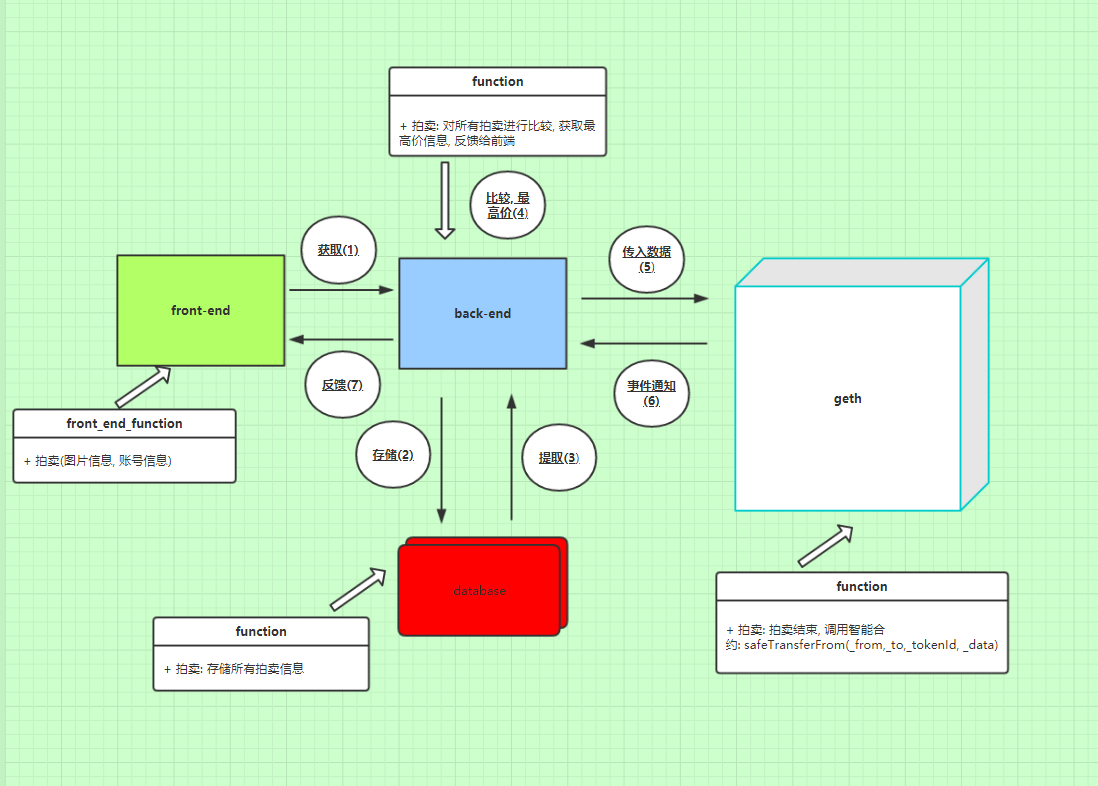 function
+ 拍卖: 对所有拍卖进行比较, 获取最
高价信息, 反馈给前端
比较, 最
高价(4)
获取(1)
传入数据
(5)
front-end
back-end
geth
反馈(7)
事件通知
(6)
front_end_function
+ 拍卖(图片信息, 账号信息)
存储(2)
提取(3)
database
function
+ 拍卖: 存储所有拍卖信息
function
+ 拍卖: 拍卖结束, 调用智能合
约: safeTransferFrom(_from,_to,_tokenId, _data)